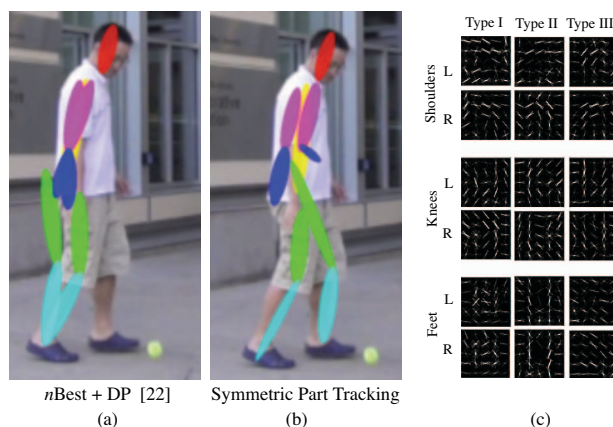 Type I Type II Type III
L
Shoulders
R
L
Knees
R
L
Feet
R
nBest + DP [22] Symmetric Part Tracking
(a) (b) (c)